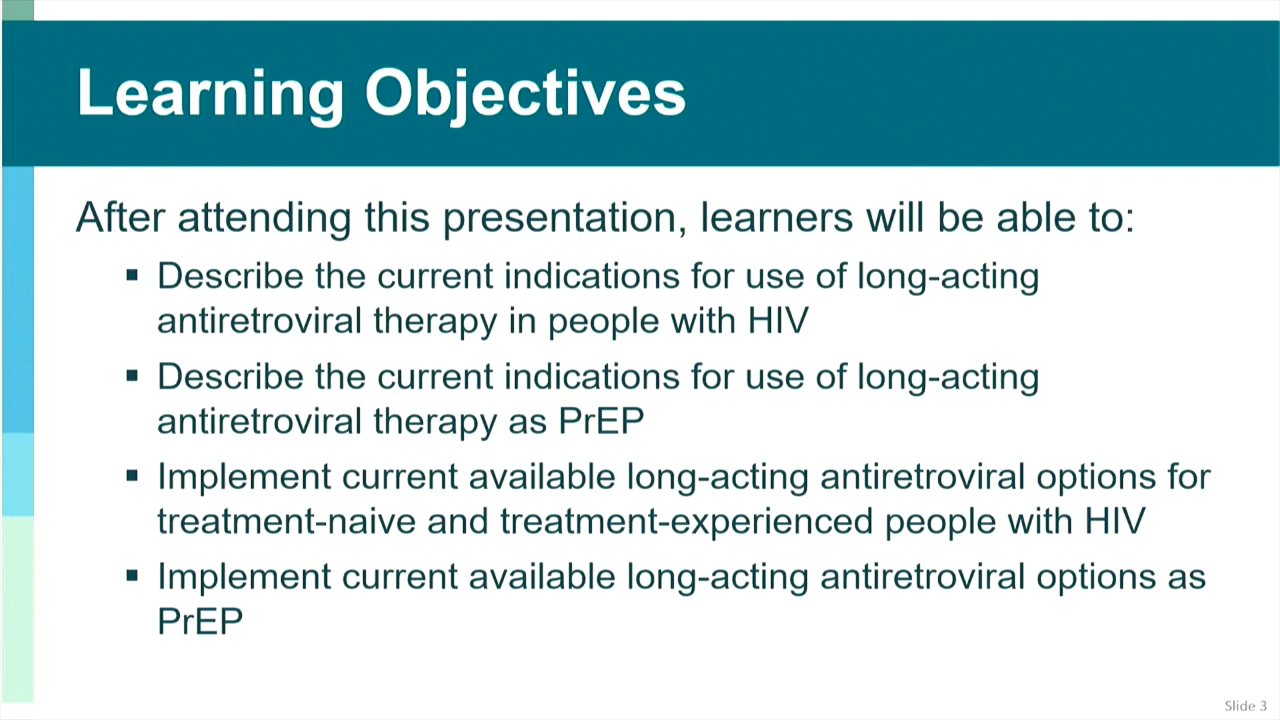 Learning Objectives
After attending this presentation, learners will be able to:
▪ Describe the current indications for use of long-acting
antiretroviral therapy in people with HIV
▪ Describe the current indications for use of long-acting
antiretroviral therapy as PrEP
▪ Implement current available long-acting antiretroviral options for
treatment-naive and treatment-experienced people with HIV
▪ Implement current available long-acting antiretroviral options as
PrEP
Slide 3